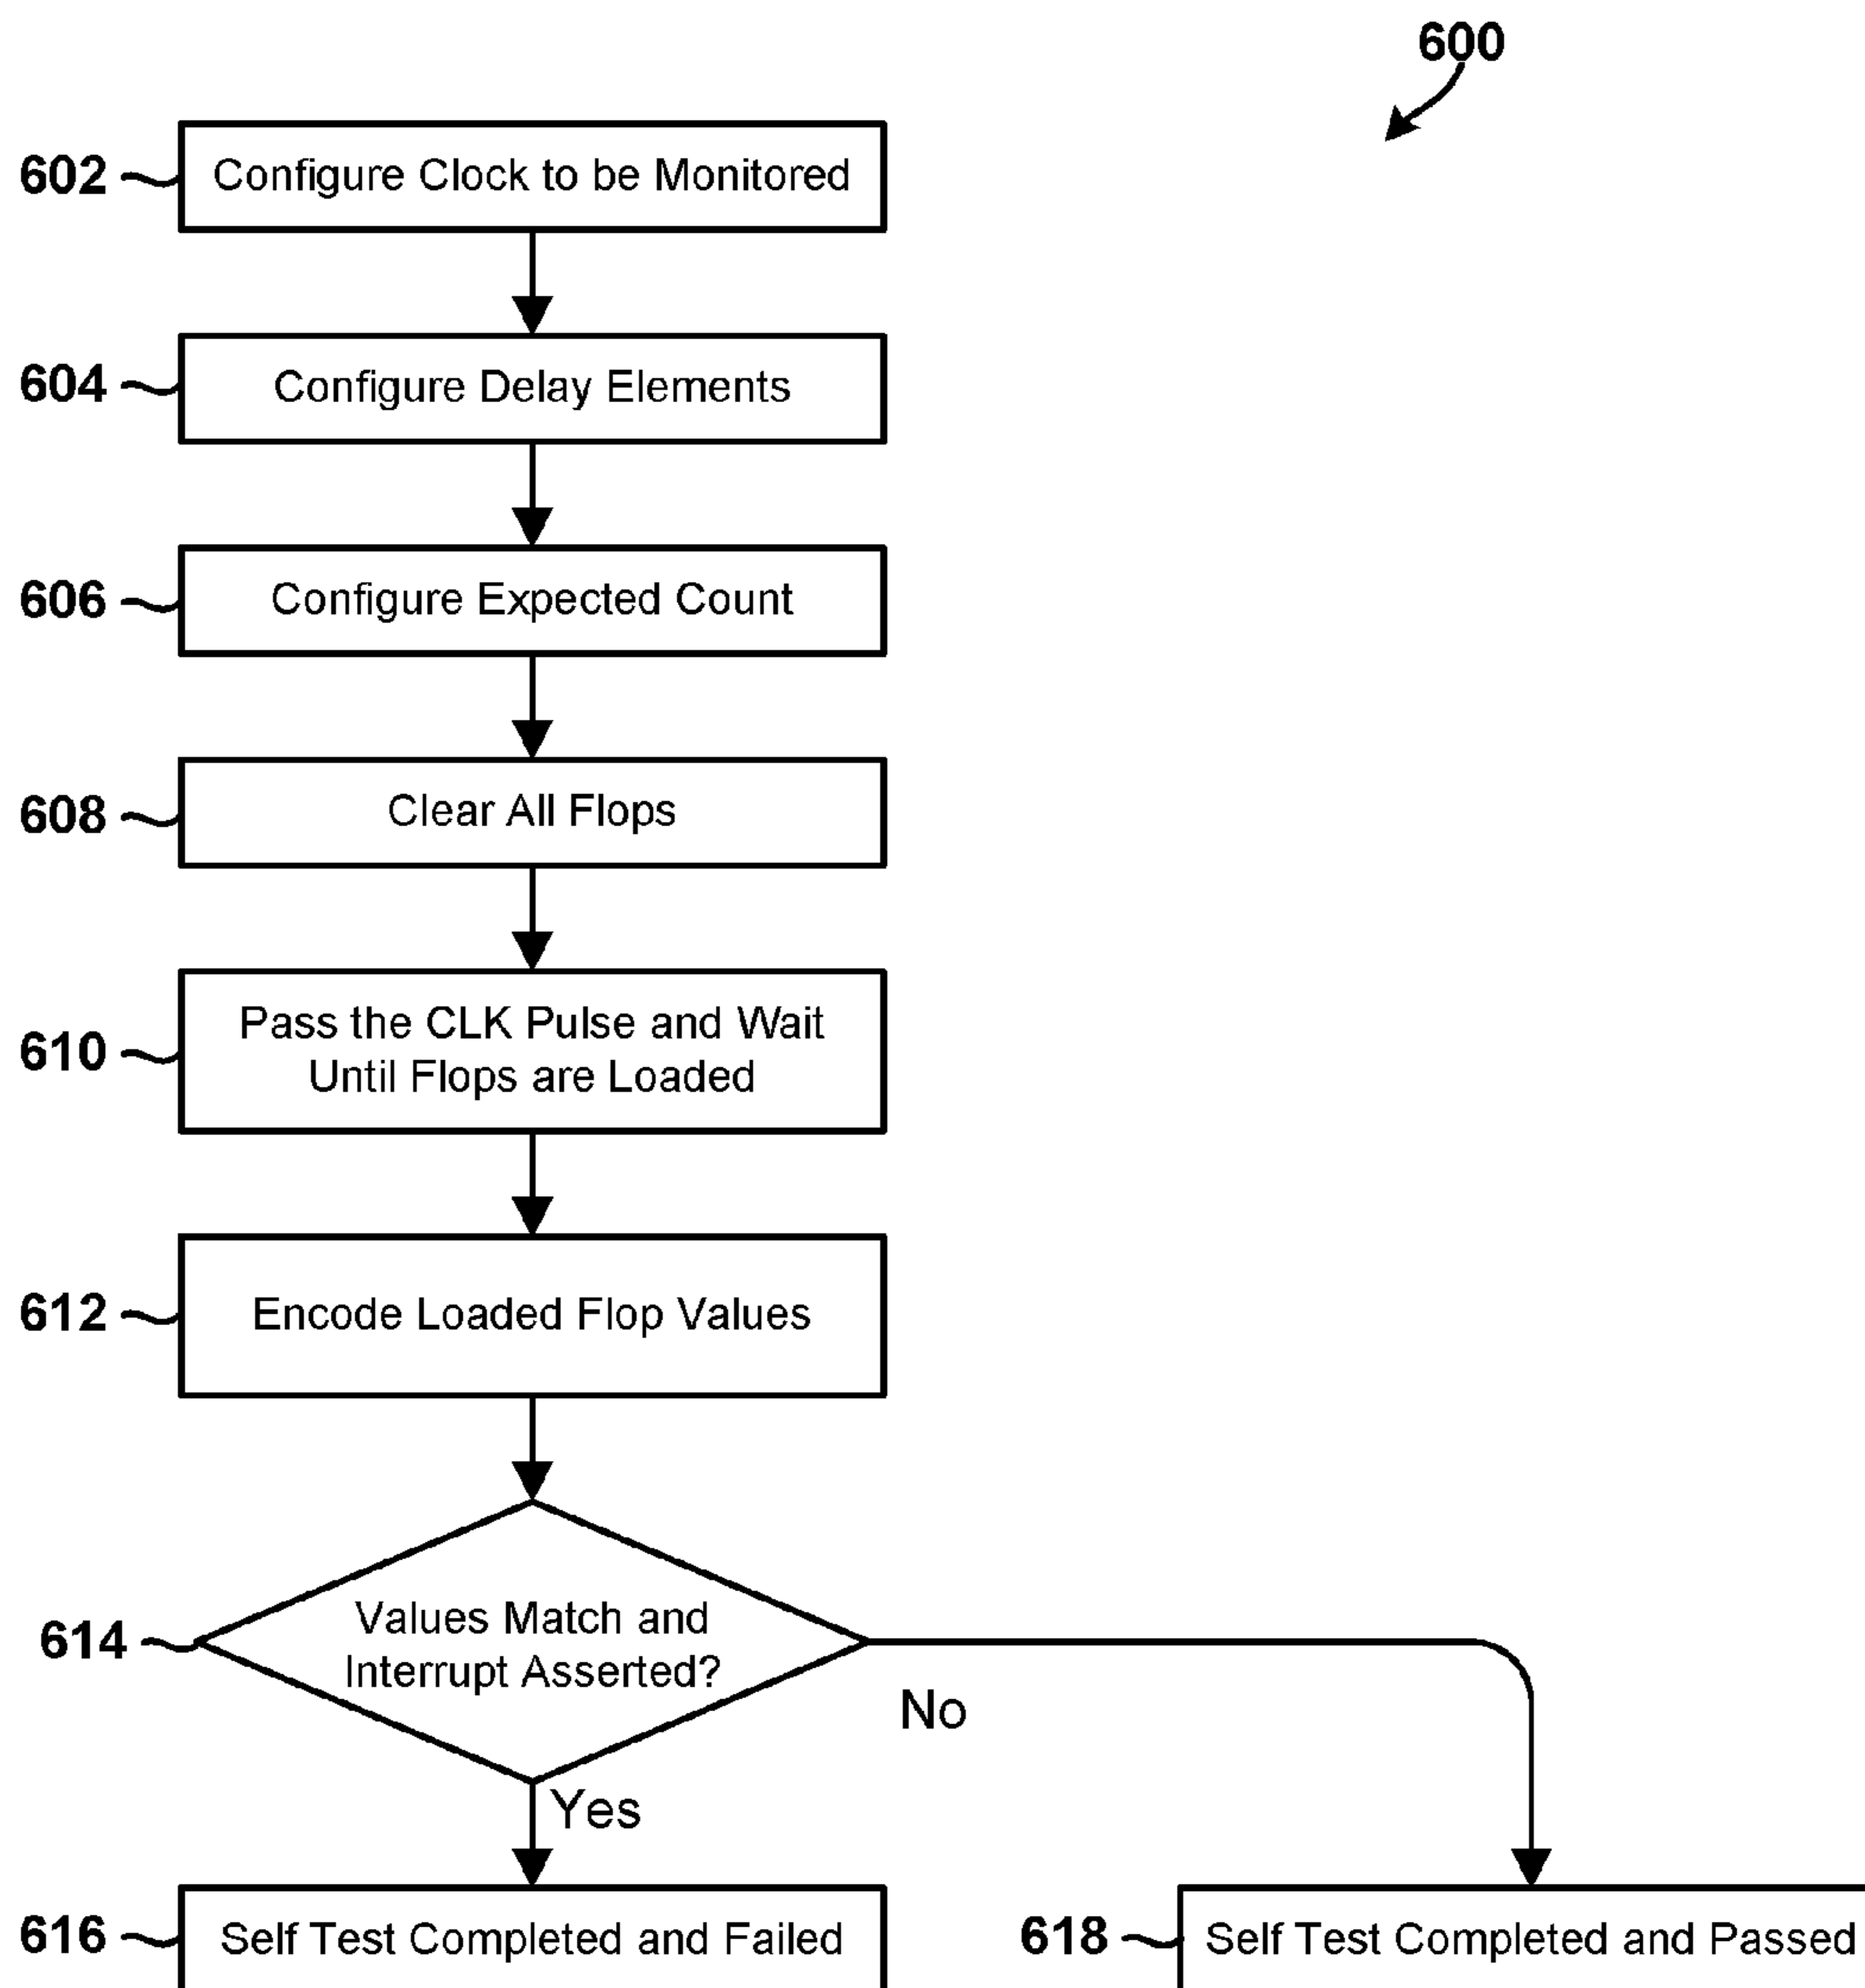 600
602
Configure Clock to be Monitored
604
Configure Delay Elements
606
Configure Expected Count
608
Clear All Flops
610
Pass the CLK Pulse and Wait
Until Flops are Loaded
612
Encode Loaded Flop Values
614
Values Match and
Interrupt Asserted?
No
Yes
616
Self Test Completed and Failed
618
Self Test Completed and Passed